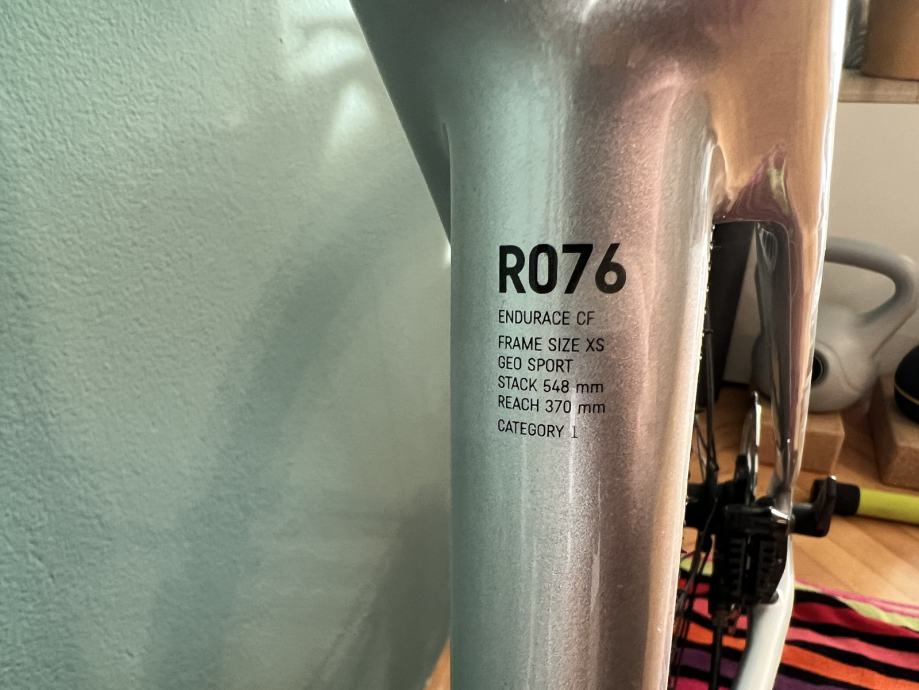 R076
ENDURACE CF
FRAME SIZE XS
GEO SPORT
STACK 548 mm
REACH 370 mm
CATEGORY 1